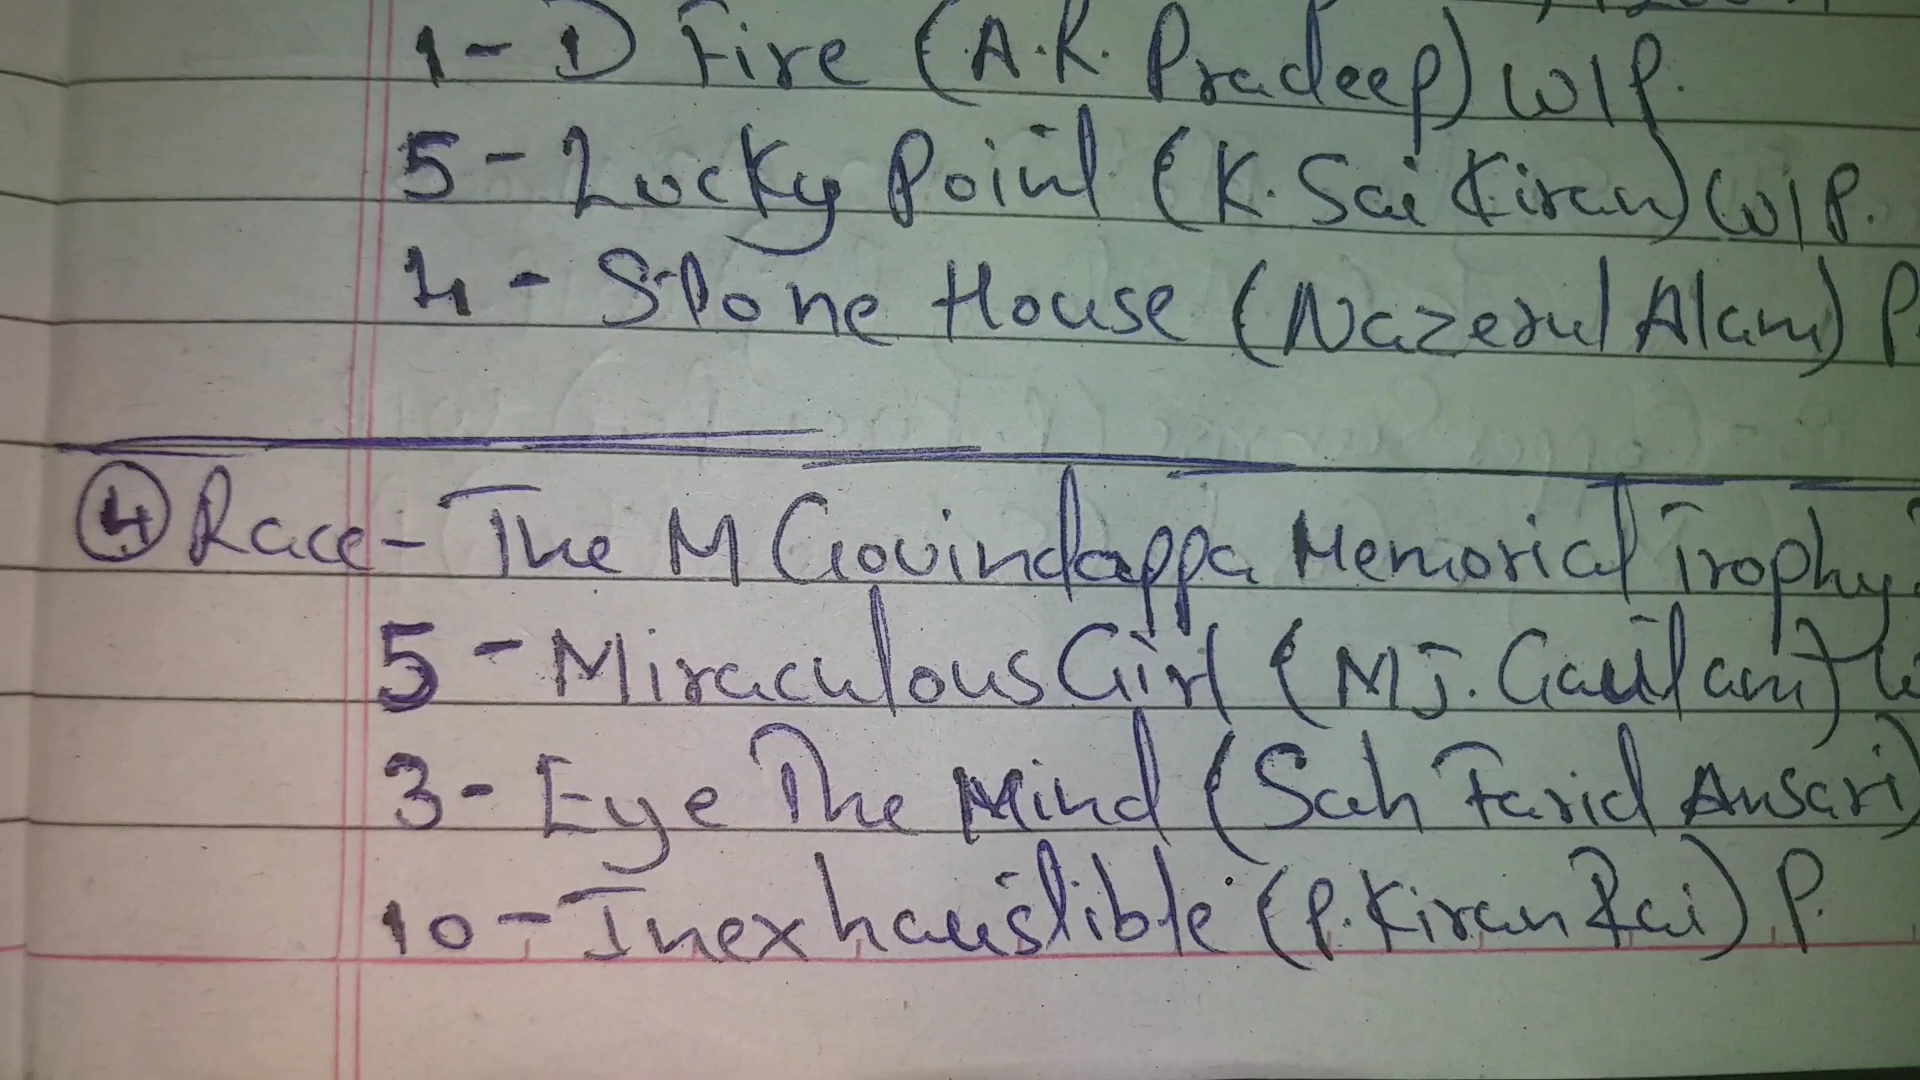 1 - D Fire (A.R. Pradeep) W/P.
5 - Lucky Point (K. Sai Kiran) W/P.
4 - Stone House (Nazerul Alam) P.
4 Race - The M Govindappa Memorial Trophy
5 - Miraculous Girl (M J. Gautam)
3 - Eye The Mind (Sah Farid Ansari)
10 - Inexhaustible (P. Kiran Rai) P.